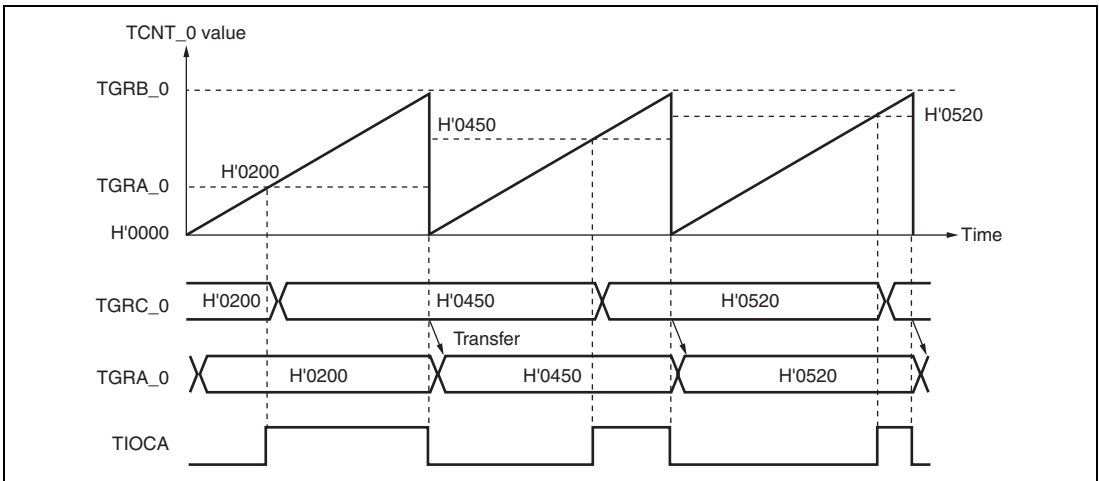 TCNT_0 value
TGRB_0
H'0450
H'0520
H'0200
TGRA_0
H'0000
Time
TGRC_0
H'0200
H'0450
H'0520
Transfer
TGRA_0
H'0200
H'0450
H'0520
TIOCA